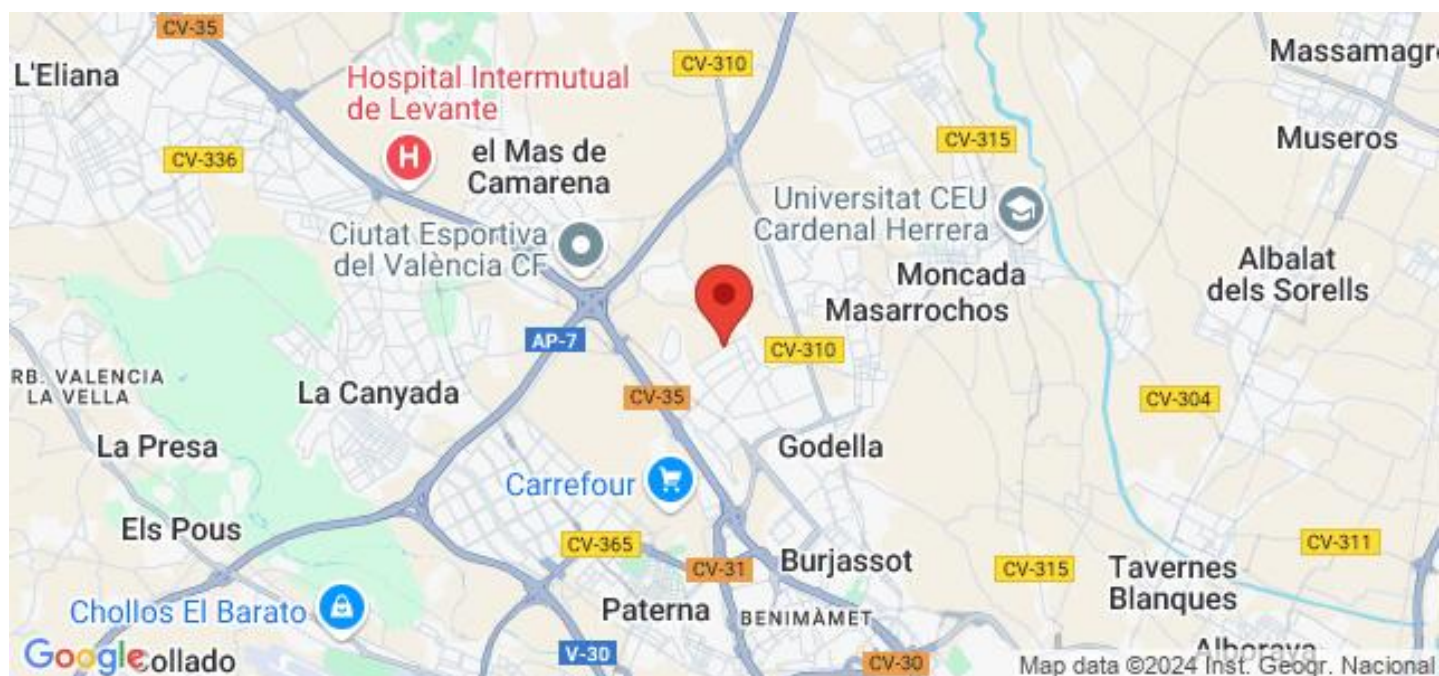 CV-35
L'Eliana
Hospital Intermutual
de Levante
CV-310
Massamagr
CV-336
el Mas de
Camarena
CV-315
Museros
Universitat CEU
Cardenal Herrera
Ciutat Esportiva
del València CF
Moncada
Masarrochos
Albalat
dels Sorells
AP-7
CV-310
RB. VALENCIA
LA VELLA
La Canyada
CV-35
CV-304
La Presa
Godella
Carrefour
Els Pous
CV-365
CV-31
Burjassot
CV-315
CV-311
Tavernes
Blanques
Chollos El Barato
Paterna
BENIMÀMET
Alboraya
Google
Collado
V-30
CV-30
Map data ©2024 Inst. Geogr. Nacional